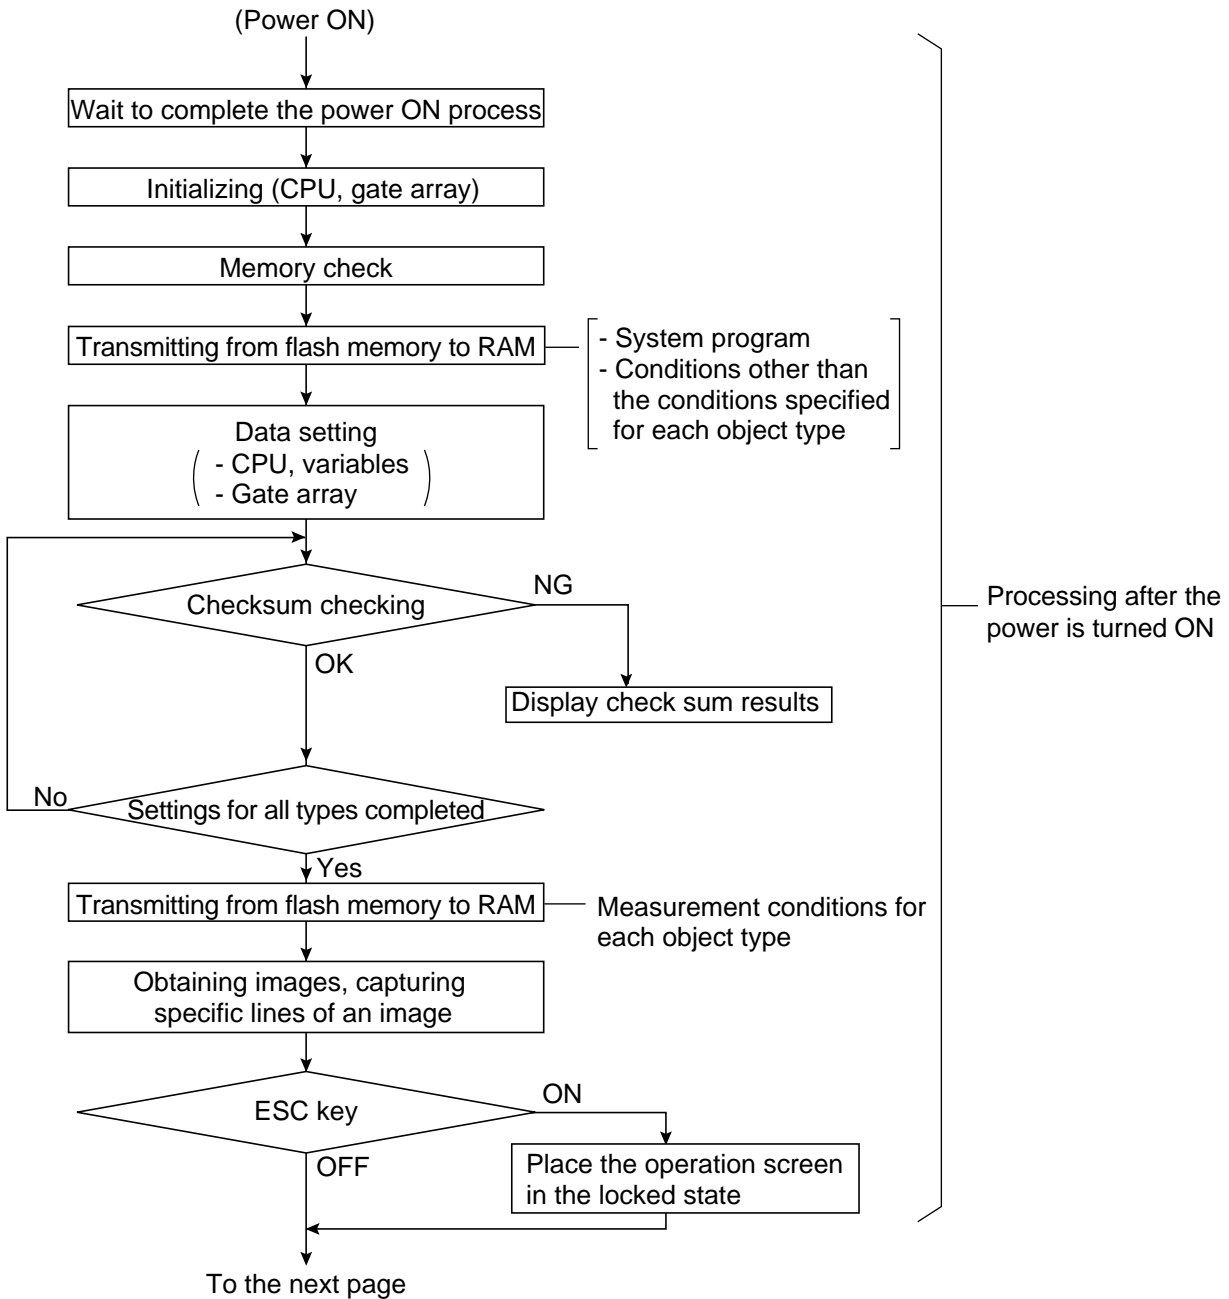 (Power ON)
Wait to complete the power ON process
Initializing (CPU, gate array)
Memory check
Transmitting from flash memory to RAM
- System program
- Conditions other than
the conditions specified
for each object type
Data setting
- CPU, variables
- Gate array
Checksum checking
NG
OK
Display check sum results
Processing after the
power is turned ON
No
Settings for all types completed
Yes
Transmitting from flash memory to RAM
Measurement conditions for
each object type
Obtaining images, capturing
specific lines of an image
ESC key
ON
OFF
Place the operation screen
in the locked state
To the next page